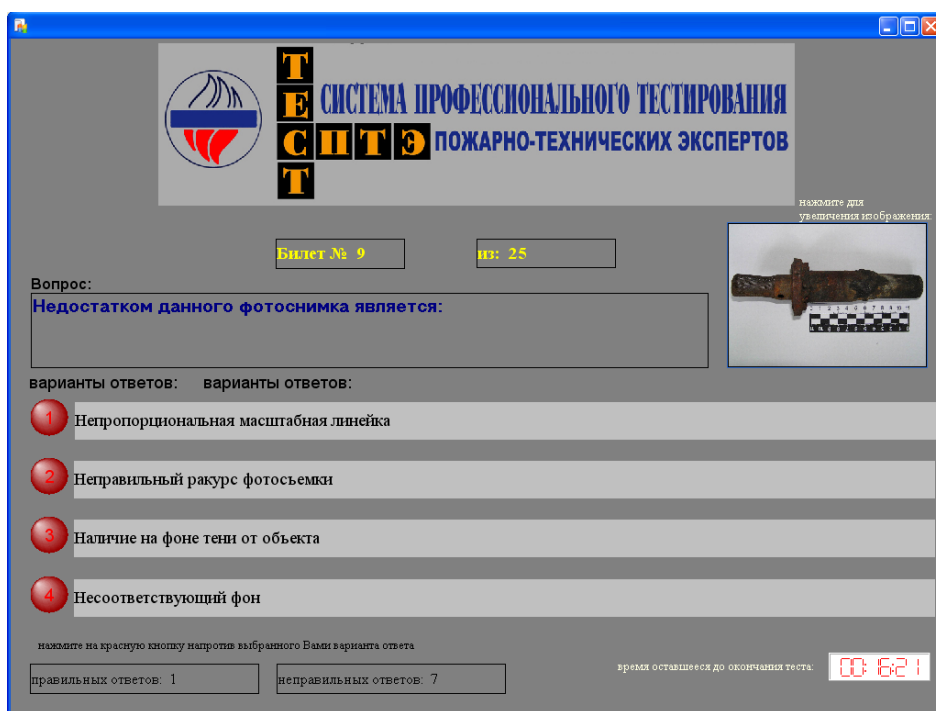 ТЕСТ
СПТЭ
СИСТЕМА ПРОФЕССИОНАЛЬНОГО ТЕСТИРОВАНИЯ
ПОЖАРНО-ТЕХНИЧЕСКИХ ЭКСПЕРТОВ
нажмите для
увеличения изображения:
Билет № 9
из: 25
Вопрос:
Недостатком данного фотоснимка является:
варианты ответов: варианты ответов:
1 Непропорциональная масштабная линейка
2 Неправильный ракурс фотосъемки
3 Наличие на фоне тени от объекта
4 Несоответствующий фон
нажмите на красную кнопку напротив выбранного Вами варианта ответа
правильных ответов: 1
неправильных ответов: 7
время оставшееся до окончания теста:
00:16:21